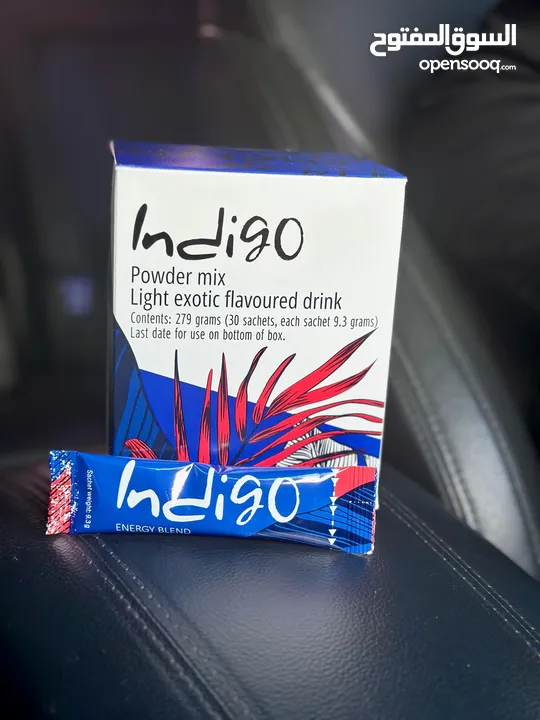 السوق المفتوح
opensooq.com
Indigo
Powder mix
Light exotic flavoured drink
Contents: 279 grams (30 sachets, each sachet 9.3 grams)
Last date for use on bottom of box.
Sachet weight: 9.3g
Indigo
ENERGY BLEND